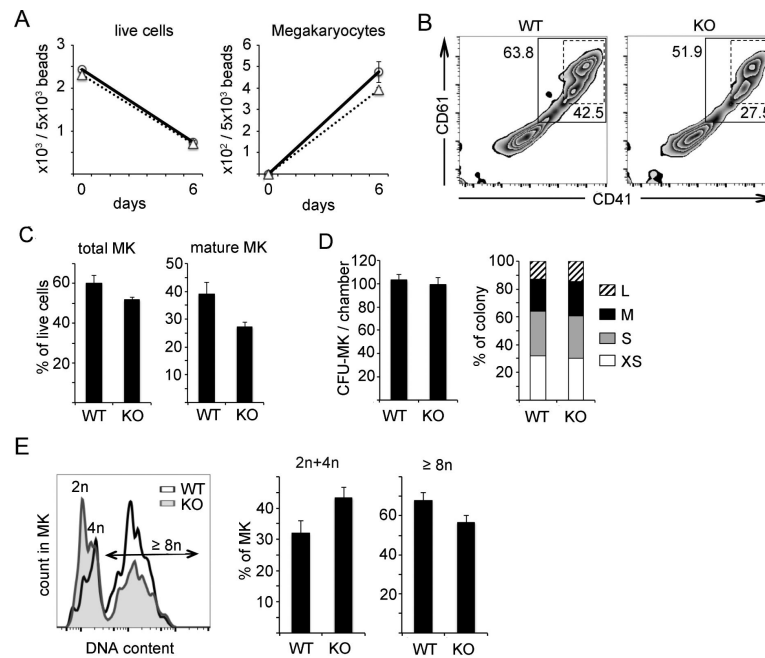 A
live cells
Megakaryocytes
x10³ / 5x10³ beads
3
2
1
0 6
days
x10² / 5x10³ beads
5
4
3
2
1
0 6
days
B
WT KO
CD61
63.8
42.5
51.9
27.5
CD41
C
total MK
mature MK
% of live cells
60
40
20
WT KO
50
40
30
20
10
WT KO
D
CFU-MK / chamber
120
100
80
60
40
20
WT KO
% of colony
100
80
60
40
20
WT KO
L
M
S
XS
E
count in MK
2n
4n
≥ 8n
WT
KO
DNA content
2n+4n
% of MK
40
30
20
10
WT KO
≥ 8n
60
40
20
WT KO